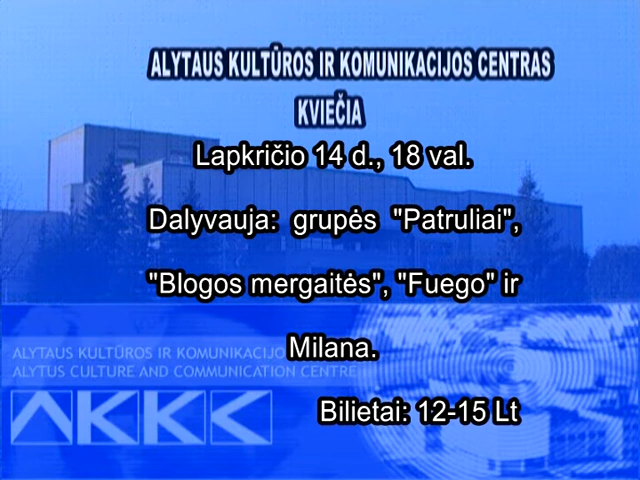 ALYTAUS KULTŪROS IR KOMUNIKACIJOS CENTRAS
KVIEČIA
Lapkričio 14 d., 18 val.
Dalyvauja: grupės "Patruliai",
"Blogos mergaitės", "Fuego" ir
Milana.
ALYTAUS KULTŪROS IR KOMUNIKACIJO
ALYTUS CULTURE AND COMMUNICATION CENTRE
AKKC
Bilietai: 12-15 Lt